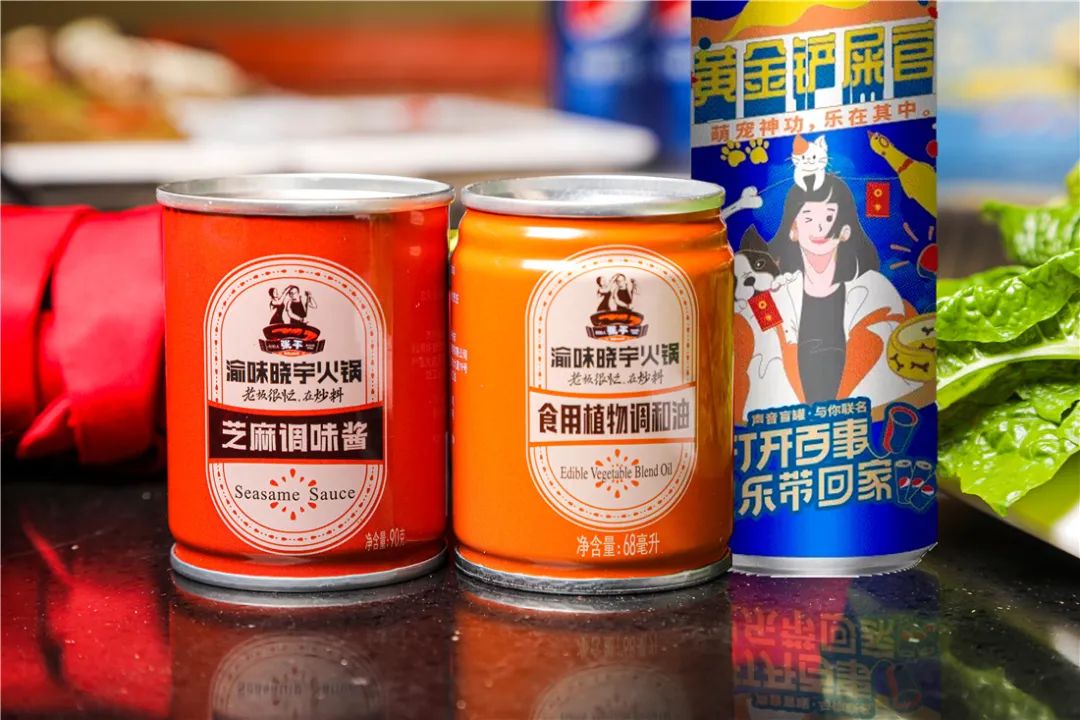 张宇
渝味晓宇火锅
老板很忙.在炒料
芝麻调味酱
Seasame Sauce
净含量:90克
张宇
渝味晓宇火锅
老板很忙.在炒料
食用植物调和油
Edible Vegetable Blend Oil
净含量:68毫升
黄金铲屎官
萌宠神功,乐在其中。
声音盲罐·与你联名
打开百事
乐带回家